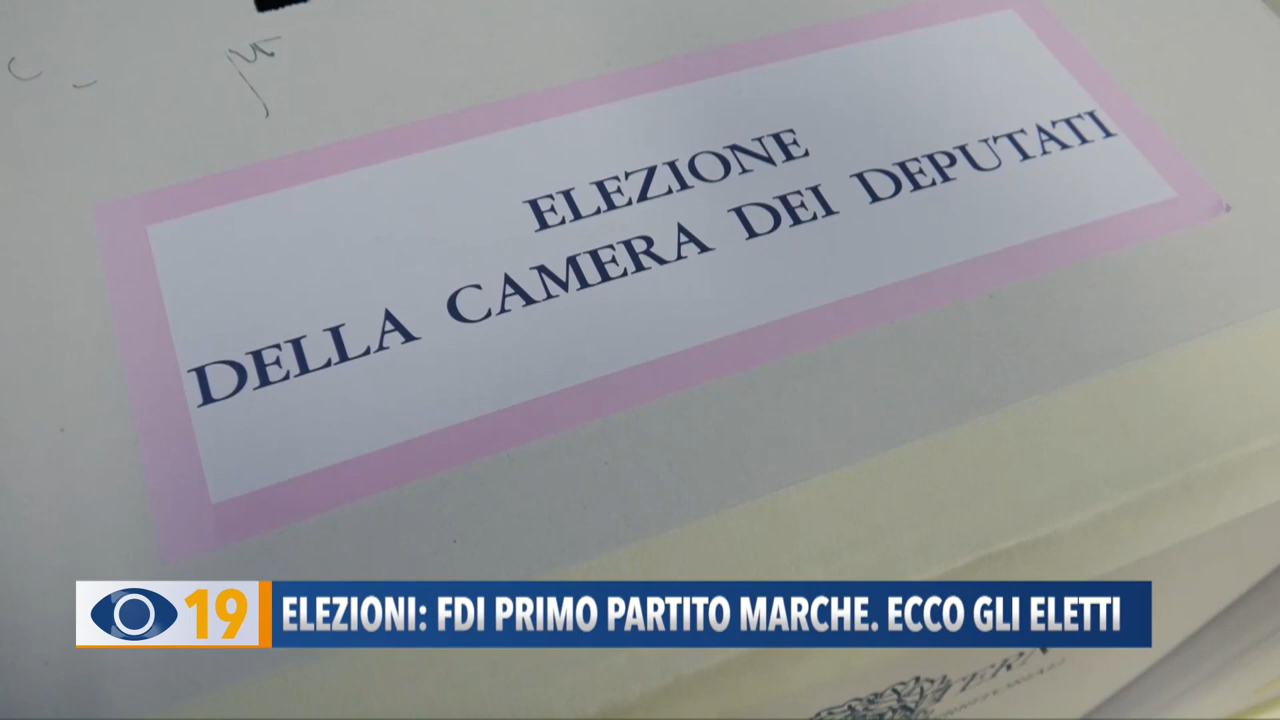 ELEZIONE
DELLA CAMERA DEI DEPUTATI
19
ELEZIONI: FDI PRIMO PARTITO MARCHE. ECCO GLI ELETTI